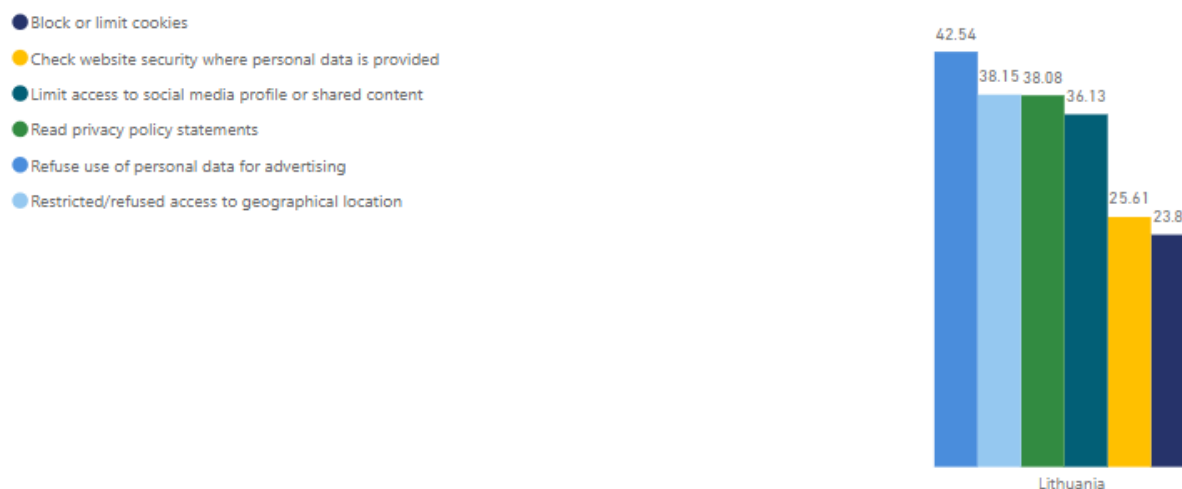 Block or limit cookies
Check website security where personal data is provided
Limit access to social media profile or shared content
Read privacy policy statements
Refuse use of personal data for advertising
Restricted/refused access to geographical location
42.54
38.15
38.08
36.13
25.61
23.8
Lithuania